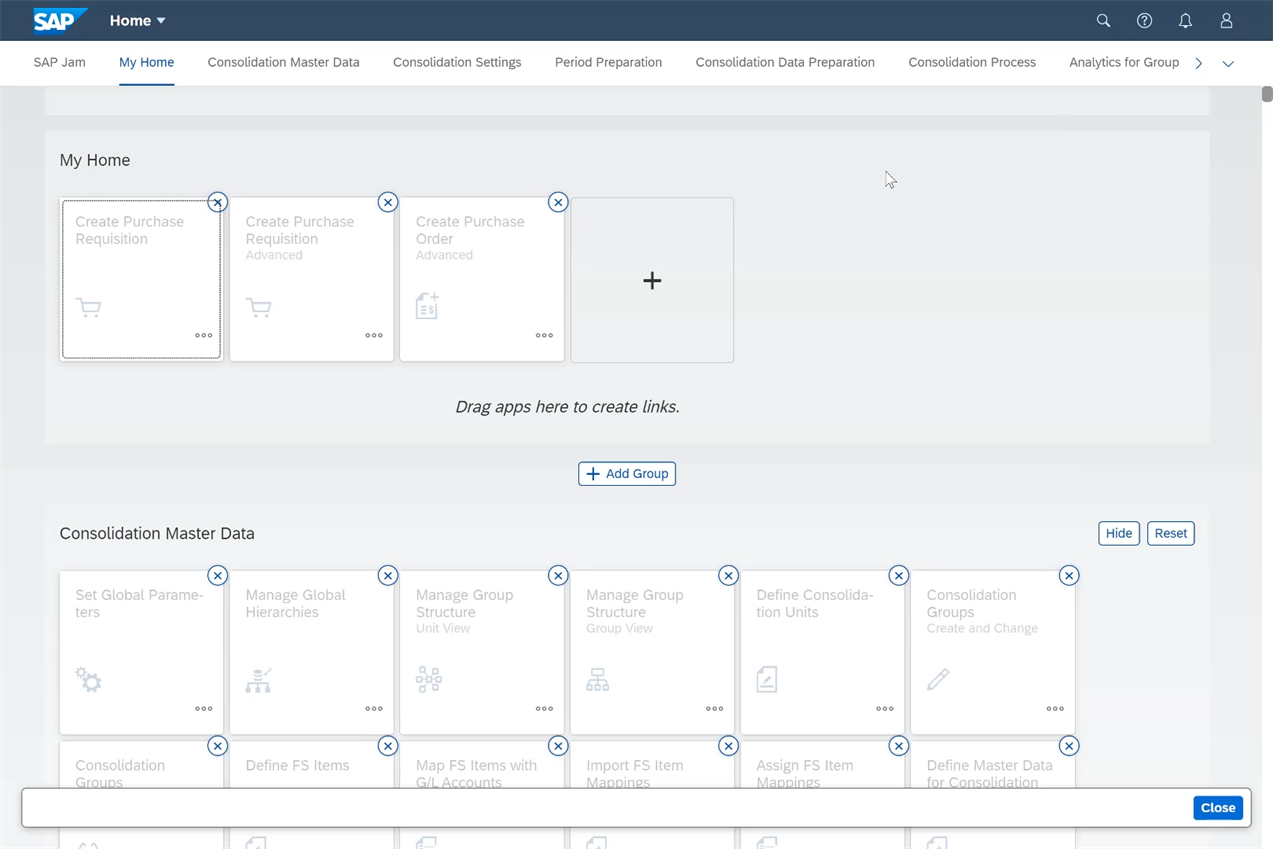 SAP Home
SAP Jam My Home Consolidation Master Data Consolidation Settings Period Preparation Consolidation Data Preparation Consolidation Process Analytics for Group
My Home
Create Purchase
Requisition
Create Purchase
Requisition
Advanced
Create Purchase
Order
Advanced
Drag apps here to create links.
Add Group
Consolidation Master Data
Hide Reset
Set Global Parame-
ters
Manage Global
Hierarchies
Manage Group
Structure
Unit View
Manage Group
Structure
Group View
Define Consolida-
tion Units
Consolidation
Groups
Create and Change
Consolidation
Groups
Define FS Items
Map FS Items with
G/L Accounts
Import FS Item
Mappings
Assign FS Item
Mappings
Define Master Data
for Consolidation
Close